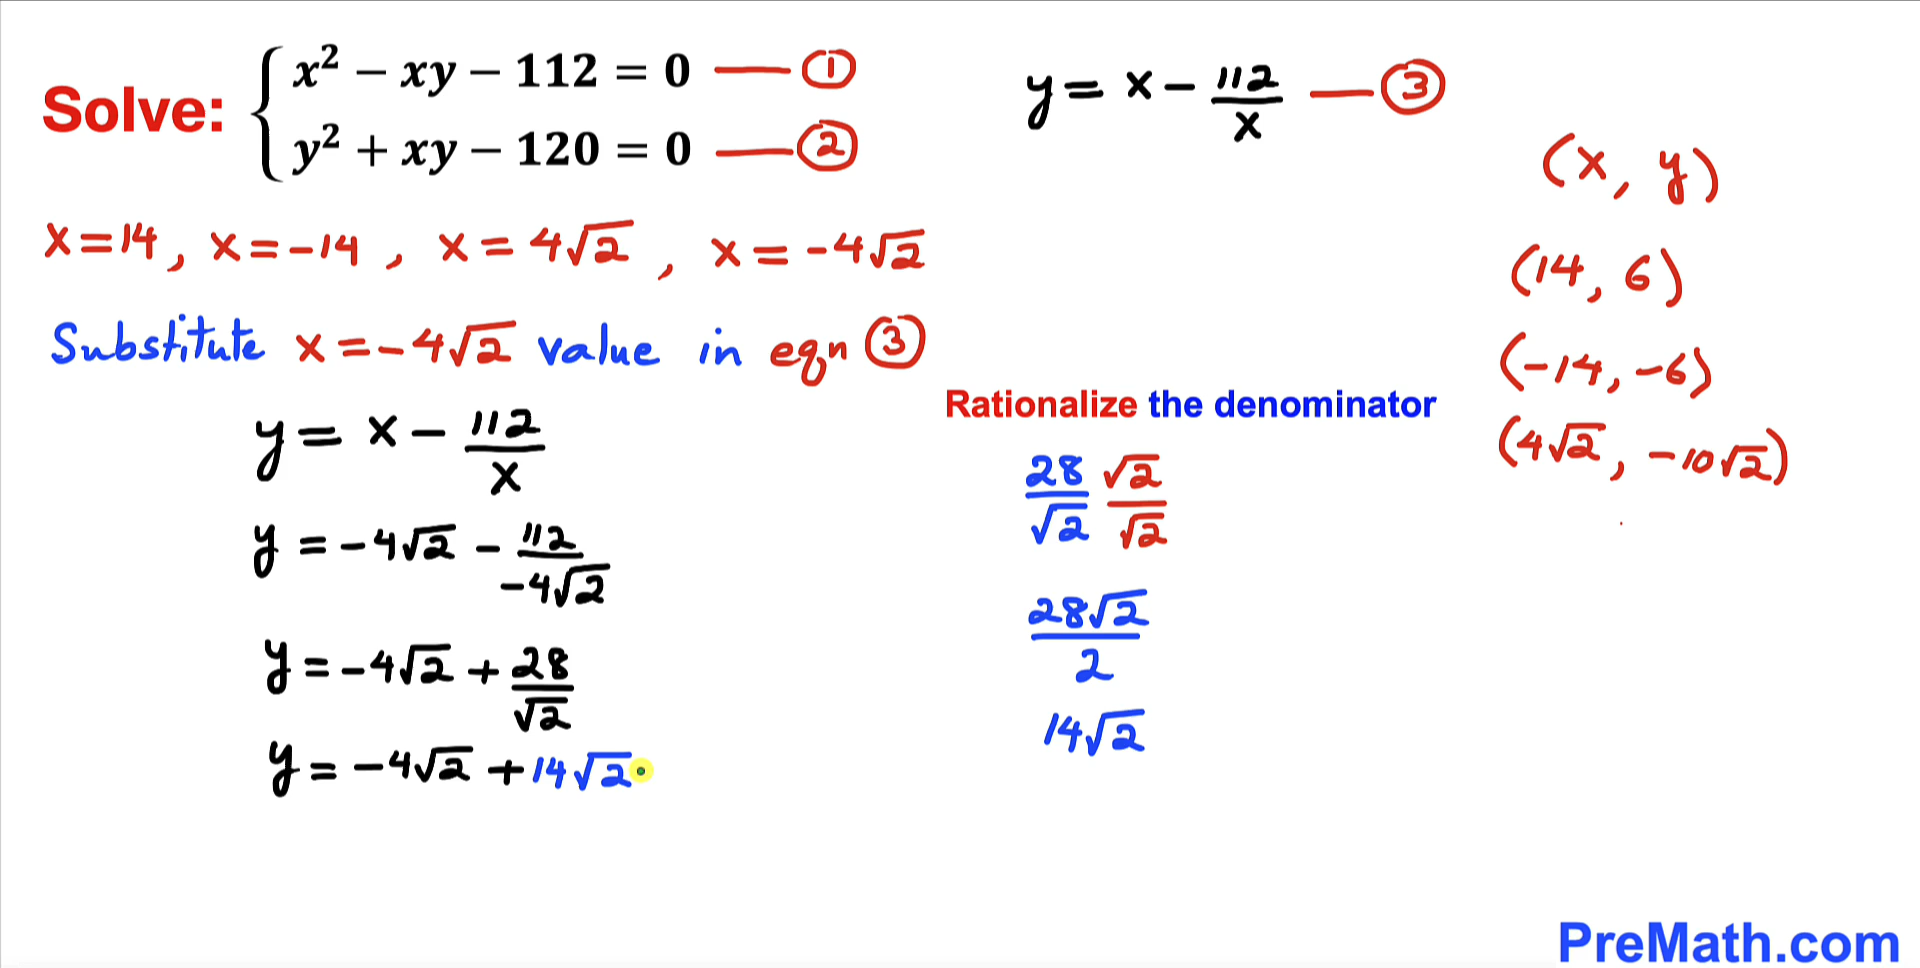 Solve: { x² − xy − 112 = 0 —①
y² + xy − 120 = 0 —②
y = x − 112/x —③
x = 14, x = −14, x = 4√2, x = −4√2
Substitute x = −4√2 value in eqn ③
y = x − 112/x
y = −4√2 − 112/−4√2
y = −4√2 + 28/√2
y = −4√2 + 14√2
Rationalize the denominator
28/√2 √2/√2
28√2/2
14√2
(x, y)
(14, 6)
(−14, −6)
(4√2, −10√2)
PreMath.com